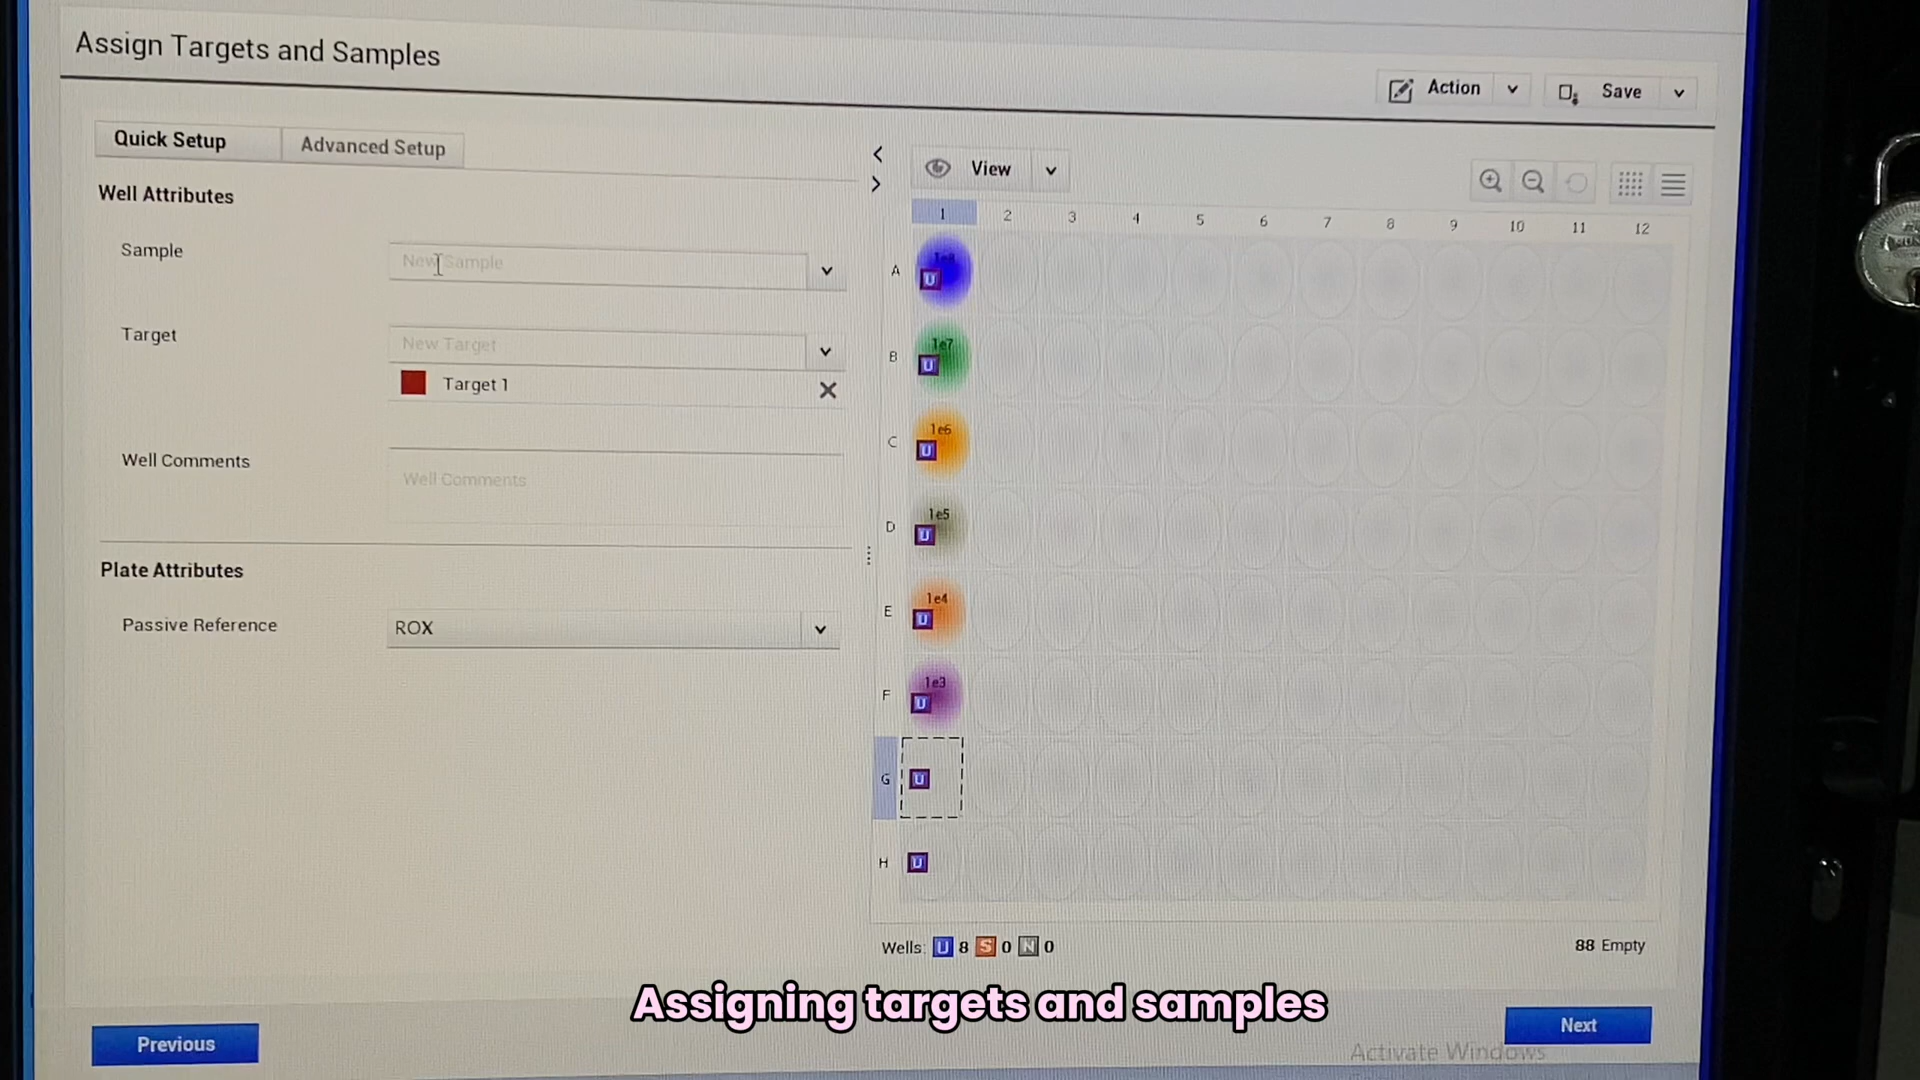 Assign Targets and Samples
Action
Save
Quick Setup
Advanced Setup
View
Well Attributes
1 2 3 4 5 6 7 8 9 10 11 12
Sample
New Sample
A
1e8
U
Target
New Target
B
1e7
U
Target 1
C
1e6
U
Well Comments
Well Comments
D
1e5
U
Plate Attributes
E
1e4
U
Passive Reference
ROX
F
1e3
U
G
U
H
U
Wells: U 8 S 0 N 0
88 Empty
Assigning targets and samples
Previous
Next
Activate Windows